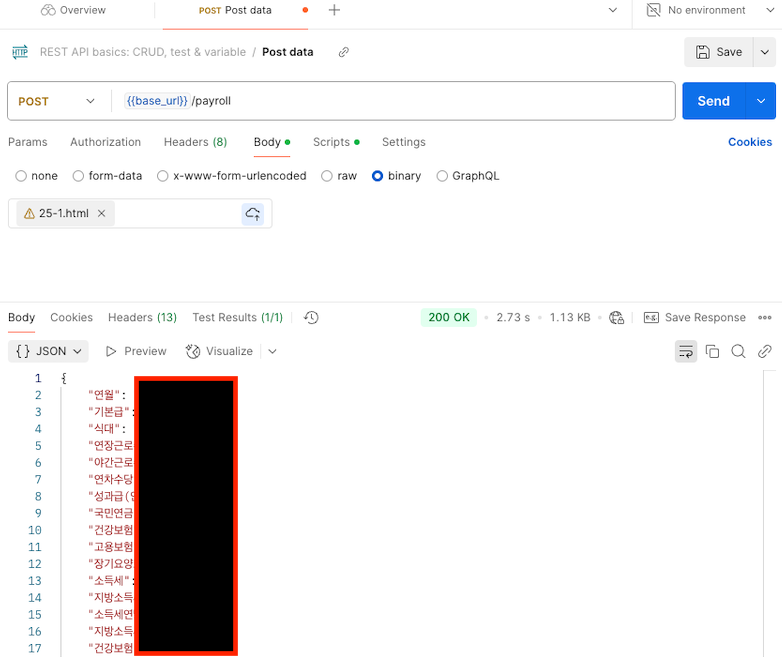 Overview POST Post data No environment
REST API basics: CRUD, test & variable / Post data Save
POST {{base_url}} /payroll Send
Params Authorization Headers (8) Body Scripts Settings Cookies
none form-data x-www-form-urlencoded raw binary GraphQL
25-1.html
Body Cookies Headers (13) Test Results (1/1) 200 OK 2.73 s 1.13 KB e.g. Save Response
{} JSON Preview Visualize
1 {
2 "연월":
3 "기본급":
4 "식대":
5 "연장근로
6 "야간근로
7 "연차수당
8 "성과급(
9 "국민연금
10 "건강보험
11 "고용보험
12 "장기요양
13 "소득세":
14 "지방소득
15 "소득세연
16 "지방소득
17 "건강보험